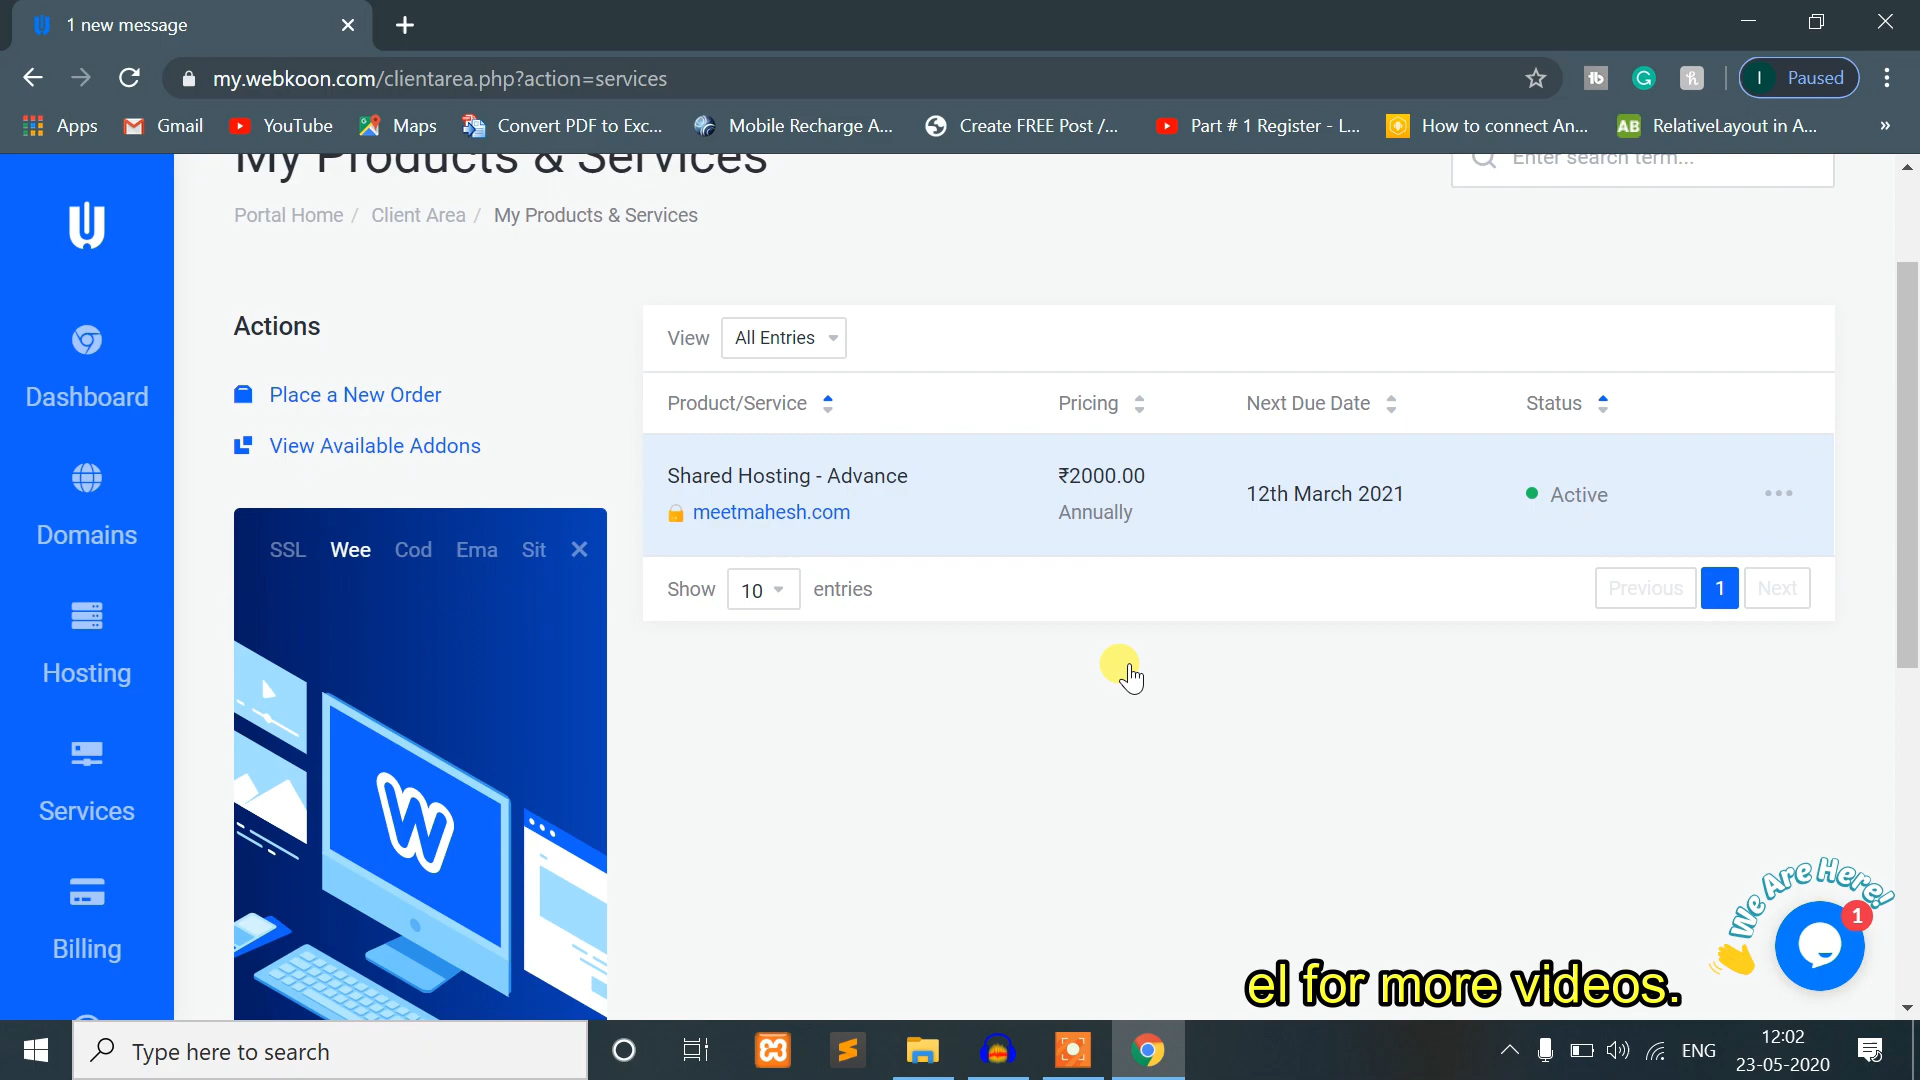 1 new message
my.webkoon.com/clientarea.php?action=services
Paused
Apps
Gmail
YouTube
Maps
Convert PDF to Exc...
Mobile Recharge A...
Create FREE Post /...
Part # 1 Register - L...
How to connect An...
RelativeLayout in A...
»
My Products & Services
Enter search term...
Portal Home / Client Area / My Products & Services
Dashboard
Domains
Hosting
Services
Billing
Actions
Place a New Order
View Available Addons
SSL Wee Cod Ema Sit
View All Entries
Product/Service Pricing Next Due Date Status
Shared Hosting - Advance ₹2000.00 12th March 2021 Active
meetmahesh.com Annually
Show 10 entries Previous 1 Next
We Are Here!
1
el for more videos.
Type here to search
ENG
12:02
23-05-2020